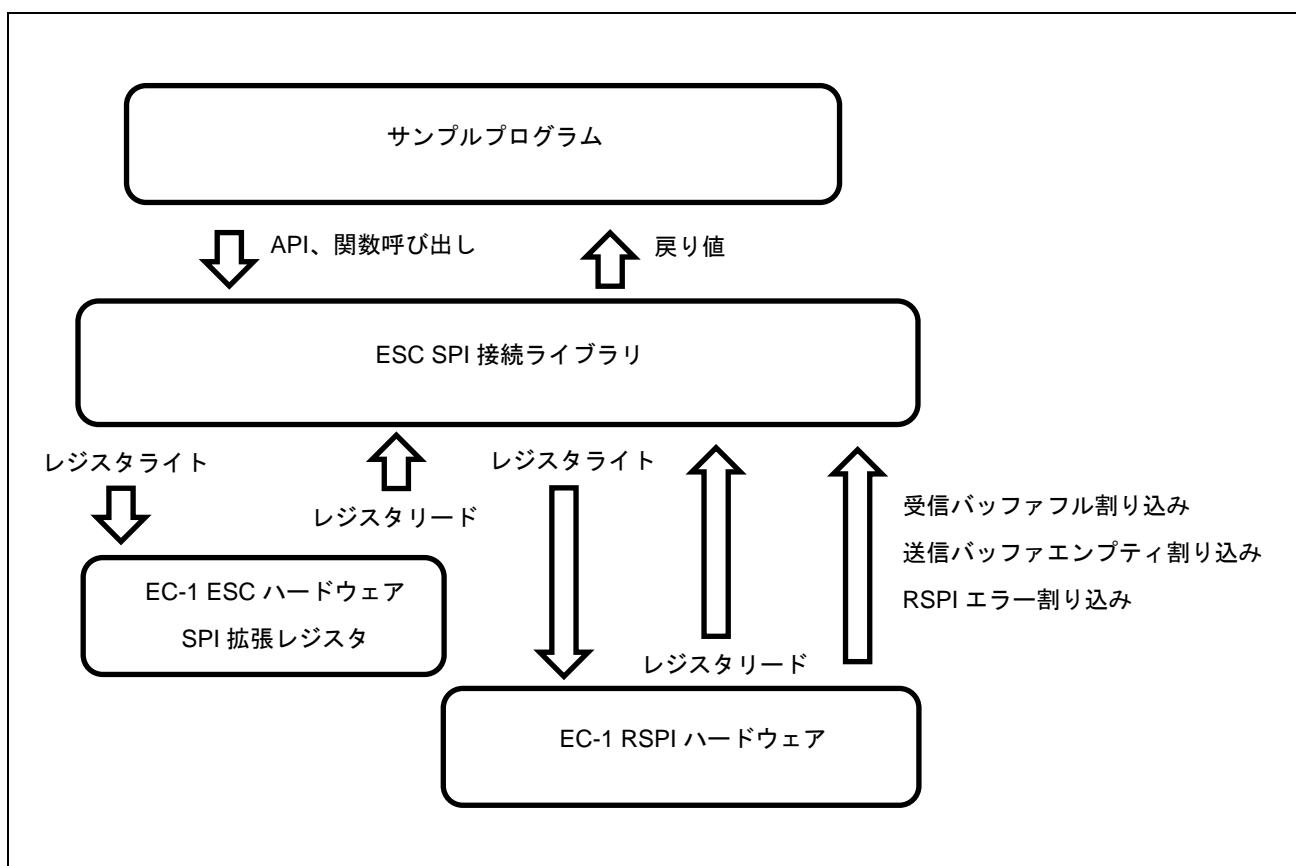 サンプルプログラム
API、関数呼び出し
戻り値
ESC SPI 接続ライブラリ
レジスタライト
レジスタリード
レジスタライト
レジスタリード
受信バッファフル割り込み
送信バッファエンプティ割り込み
RSPI エラー割り込み
EC-1 ESC ハードウェア
SPI 拡張レジスタ
EC-1 RSPI ハードウェア